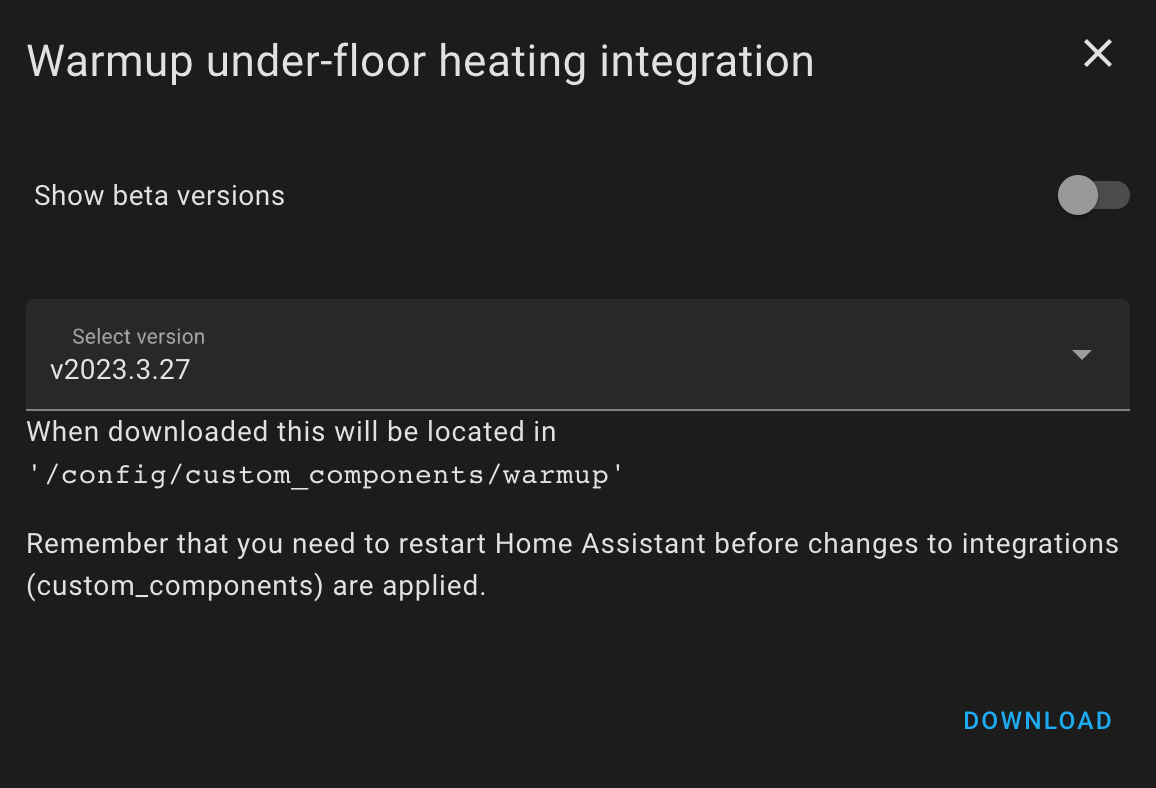 Warmup under-floor heating integration
Show beta versions
Select version
v2023.3.27
When downloaded this will be located in
'/config/custom_components/warmup'
Remember that you need to restart Home Assistant before changes to integrations
(custom_components) are applied.
DOWNLOAD